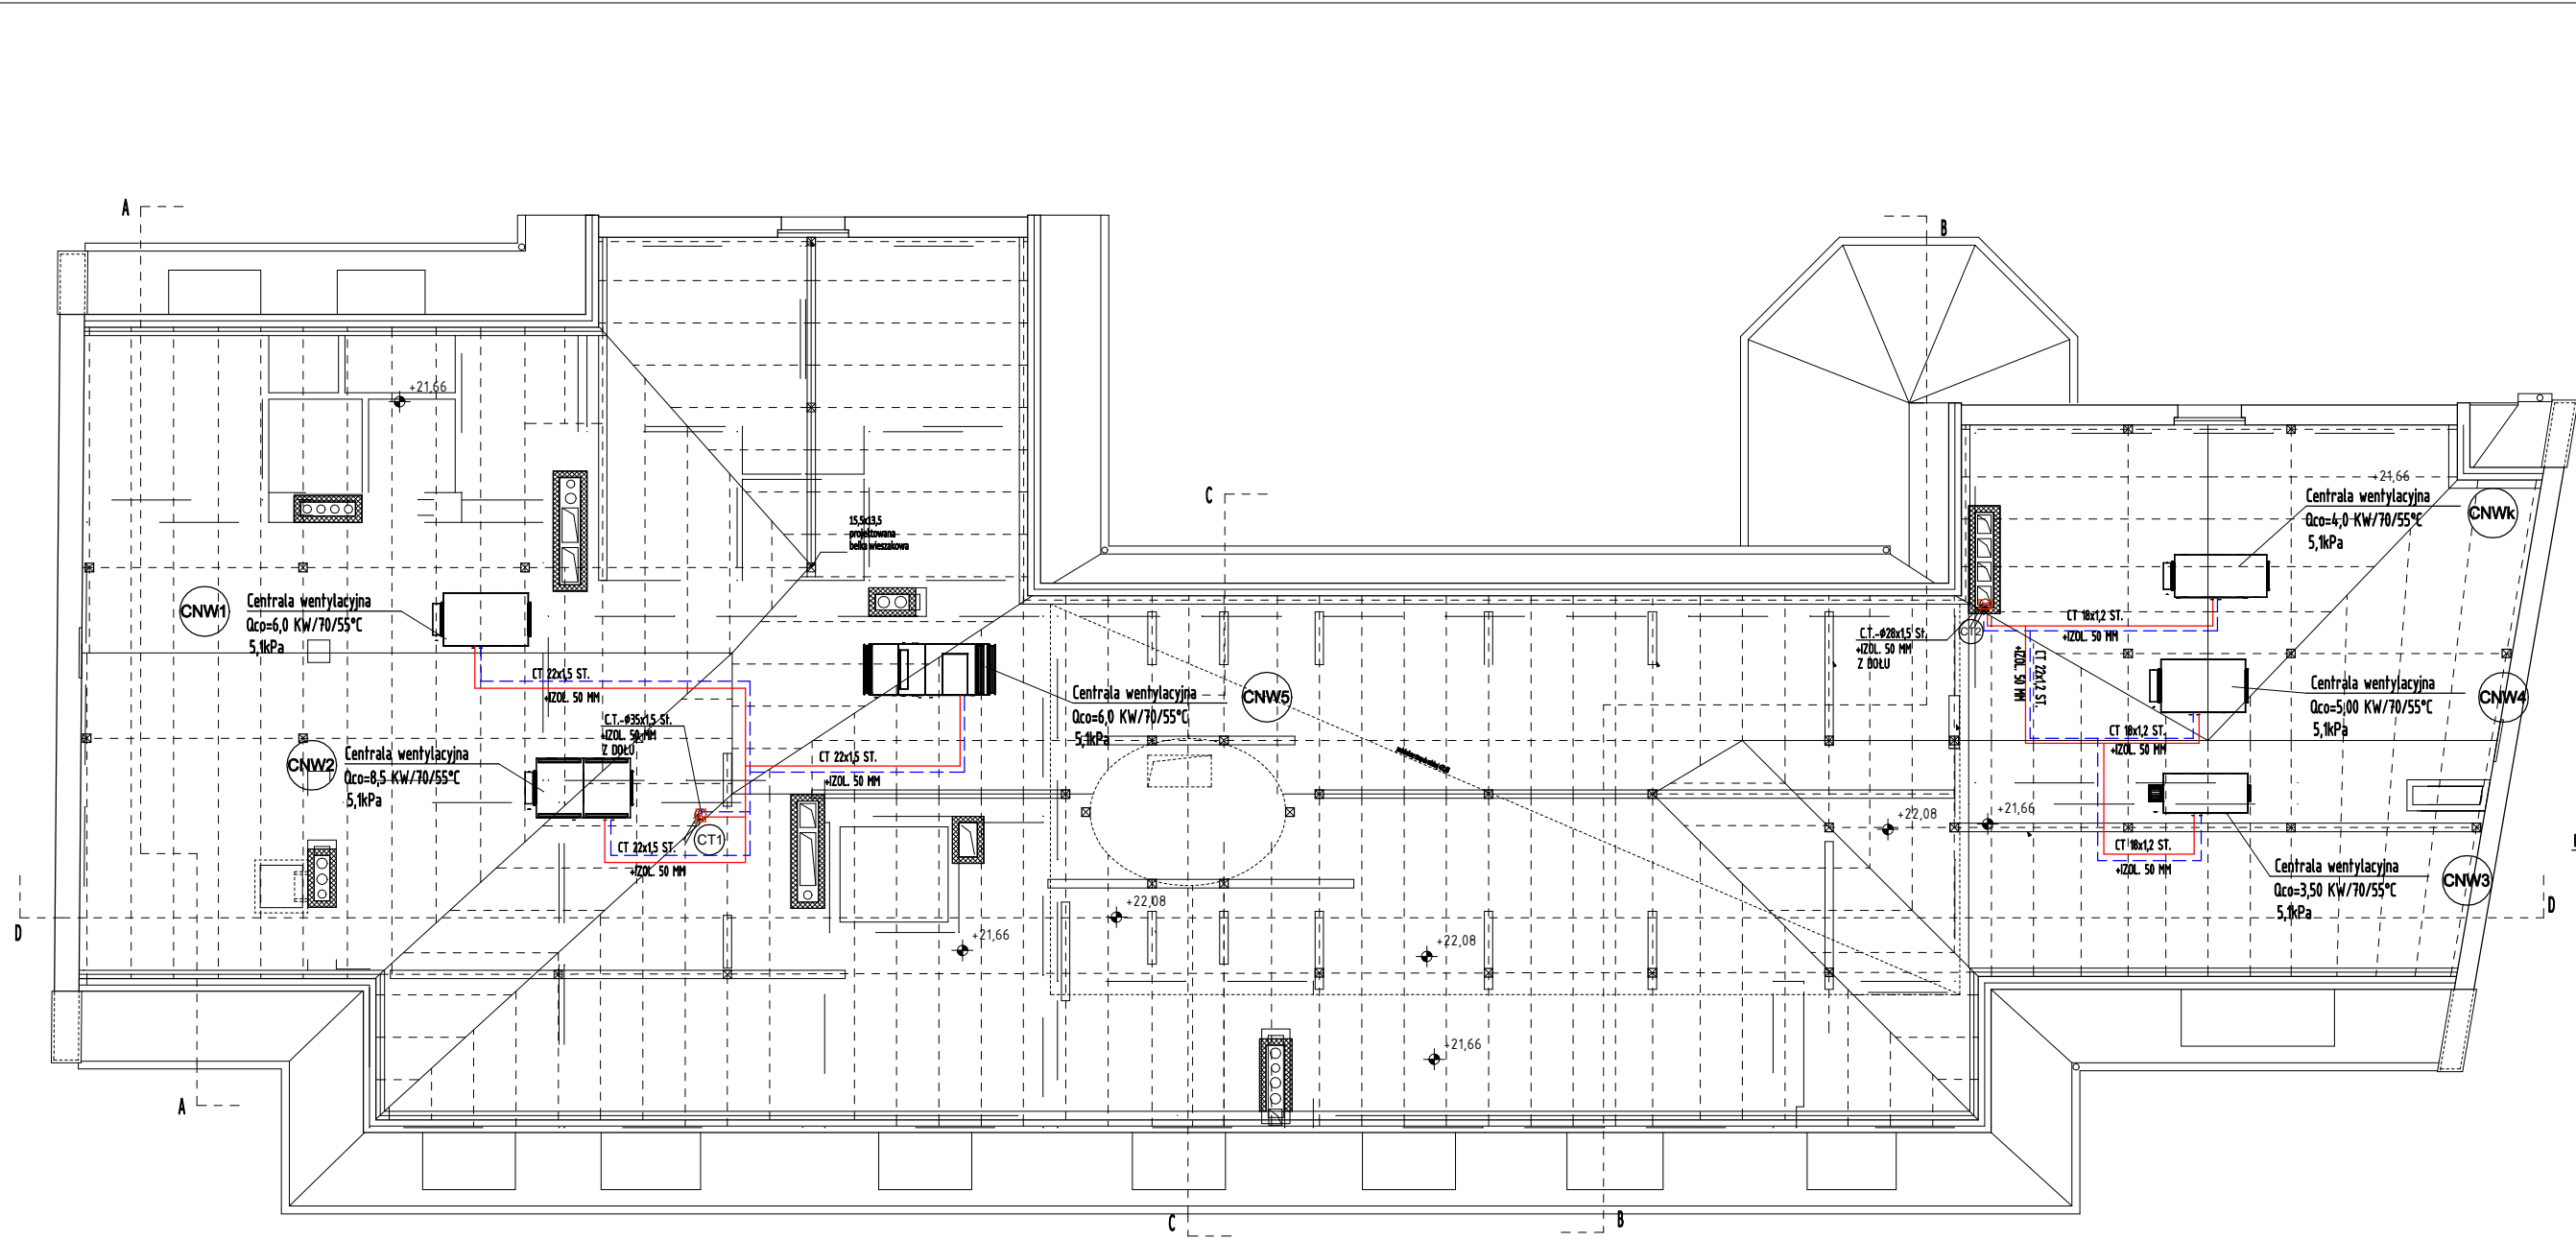 A
B
+21,66
C
+21,66
Centrala wentylacyjna
Qco=4,0 KW/70/55°C
5,1kPa
CNWk
15,5x13,5
projektowana
belka wieszakowa
CNW1
Centrala wentylacyjna
Qco=6,0 KW/70/55°C
5,1kPa
CT 22x1,5 ST.
+IZOL. 50 MM
C.T.-Ø35x1,5 St.
+IZOL. 50 MM
Z DOŁU
CT1
Centrala wentylacyjna
Qco=6,0 KW/70/55°C
5,1kPa
CNW5
C.T.-Ø28x1,5 St.
+IZOL. 50 MM
Z DOŁU
CT2
CT 18x1,2 ST.
+IZOL. 50 MM
CT 22x1,2 ST.
+IZOL. 50 MM
Centrala wentylacyjna
Qco=5,00 KW/70/55°C
5,1kPa
CNW4
CT 18x1,2 ST.
+IZOL. 50 MM
CNW2
Centrala wentylacyjna
Qco=8,5 KW/70/55°C
5,1kPa
CT 22x1,5 ST.
+IZOL. 50 MM
CT 22x1,5 ST.
+IZOL. 50 MM
+22,08
+21,66
CT 18x1,2 ST.
+IZOL. 50 MM
Centrala wentylacyjna
Qco=3,50 KW/70/55°C
5,1kPa
CNW3
D
+22,08
+21,66
+22,08
D
+21,66
A
C
B